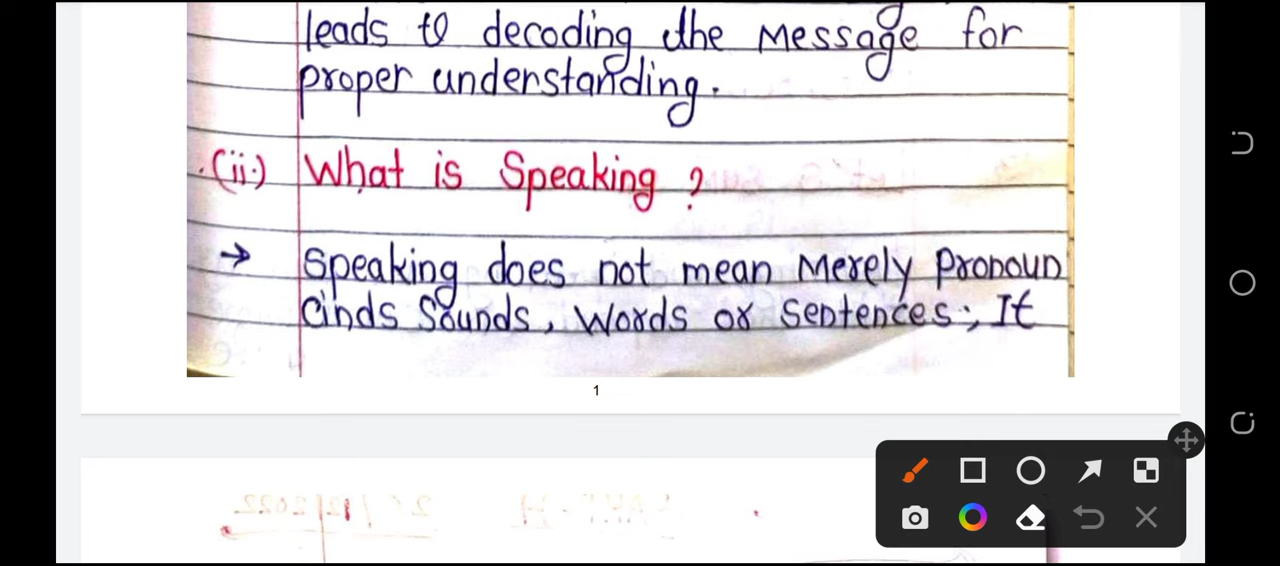 leads to decoding the Message for
proper understanding.
(ii) What is Speaking ?
→ Speaking does not mean Merely Pronoun
cinds Sounds, Words or Sentences; It
1